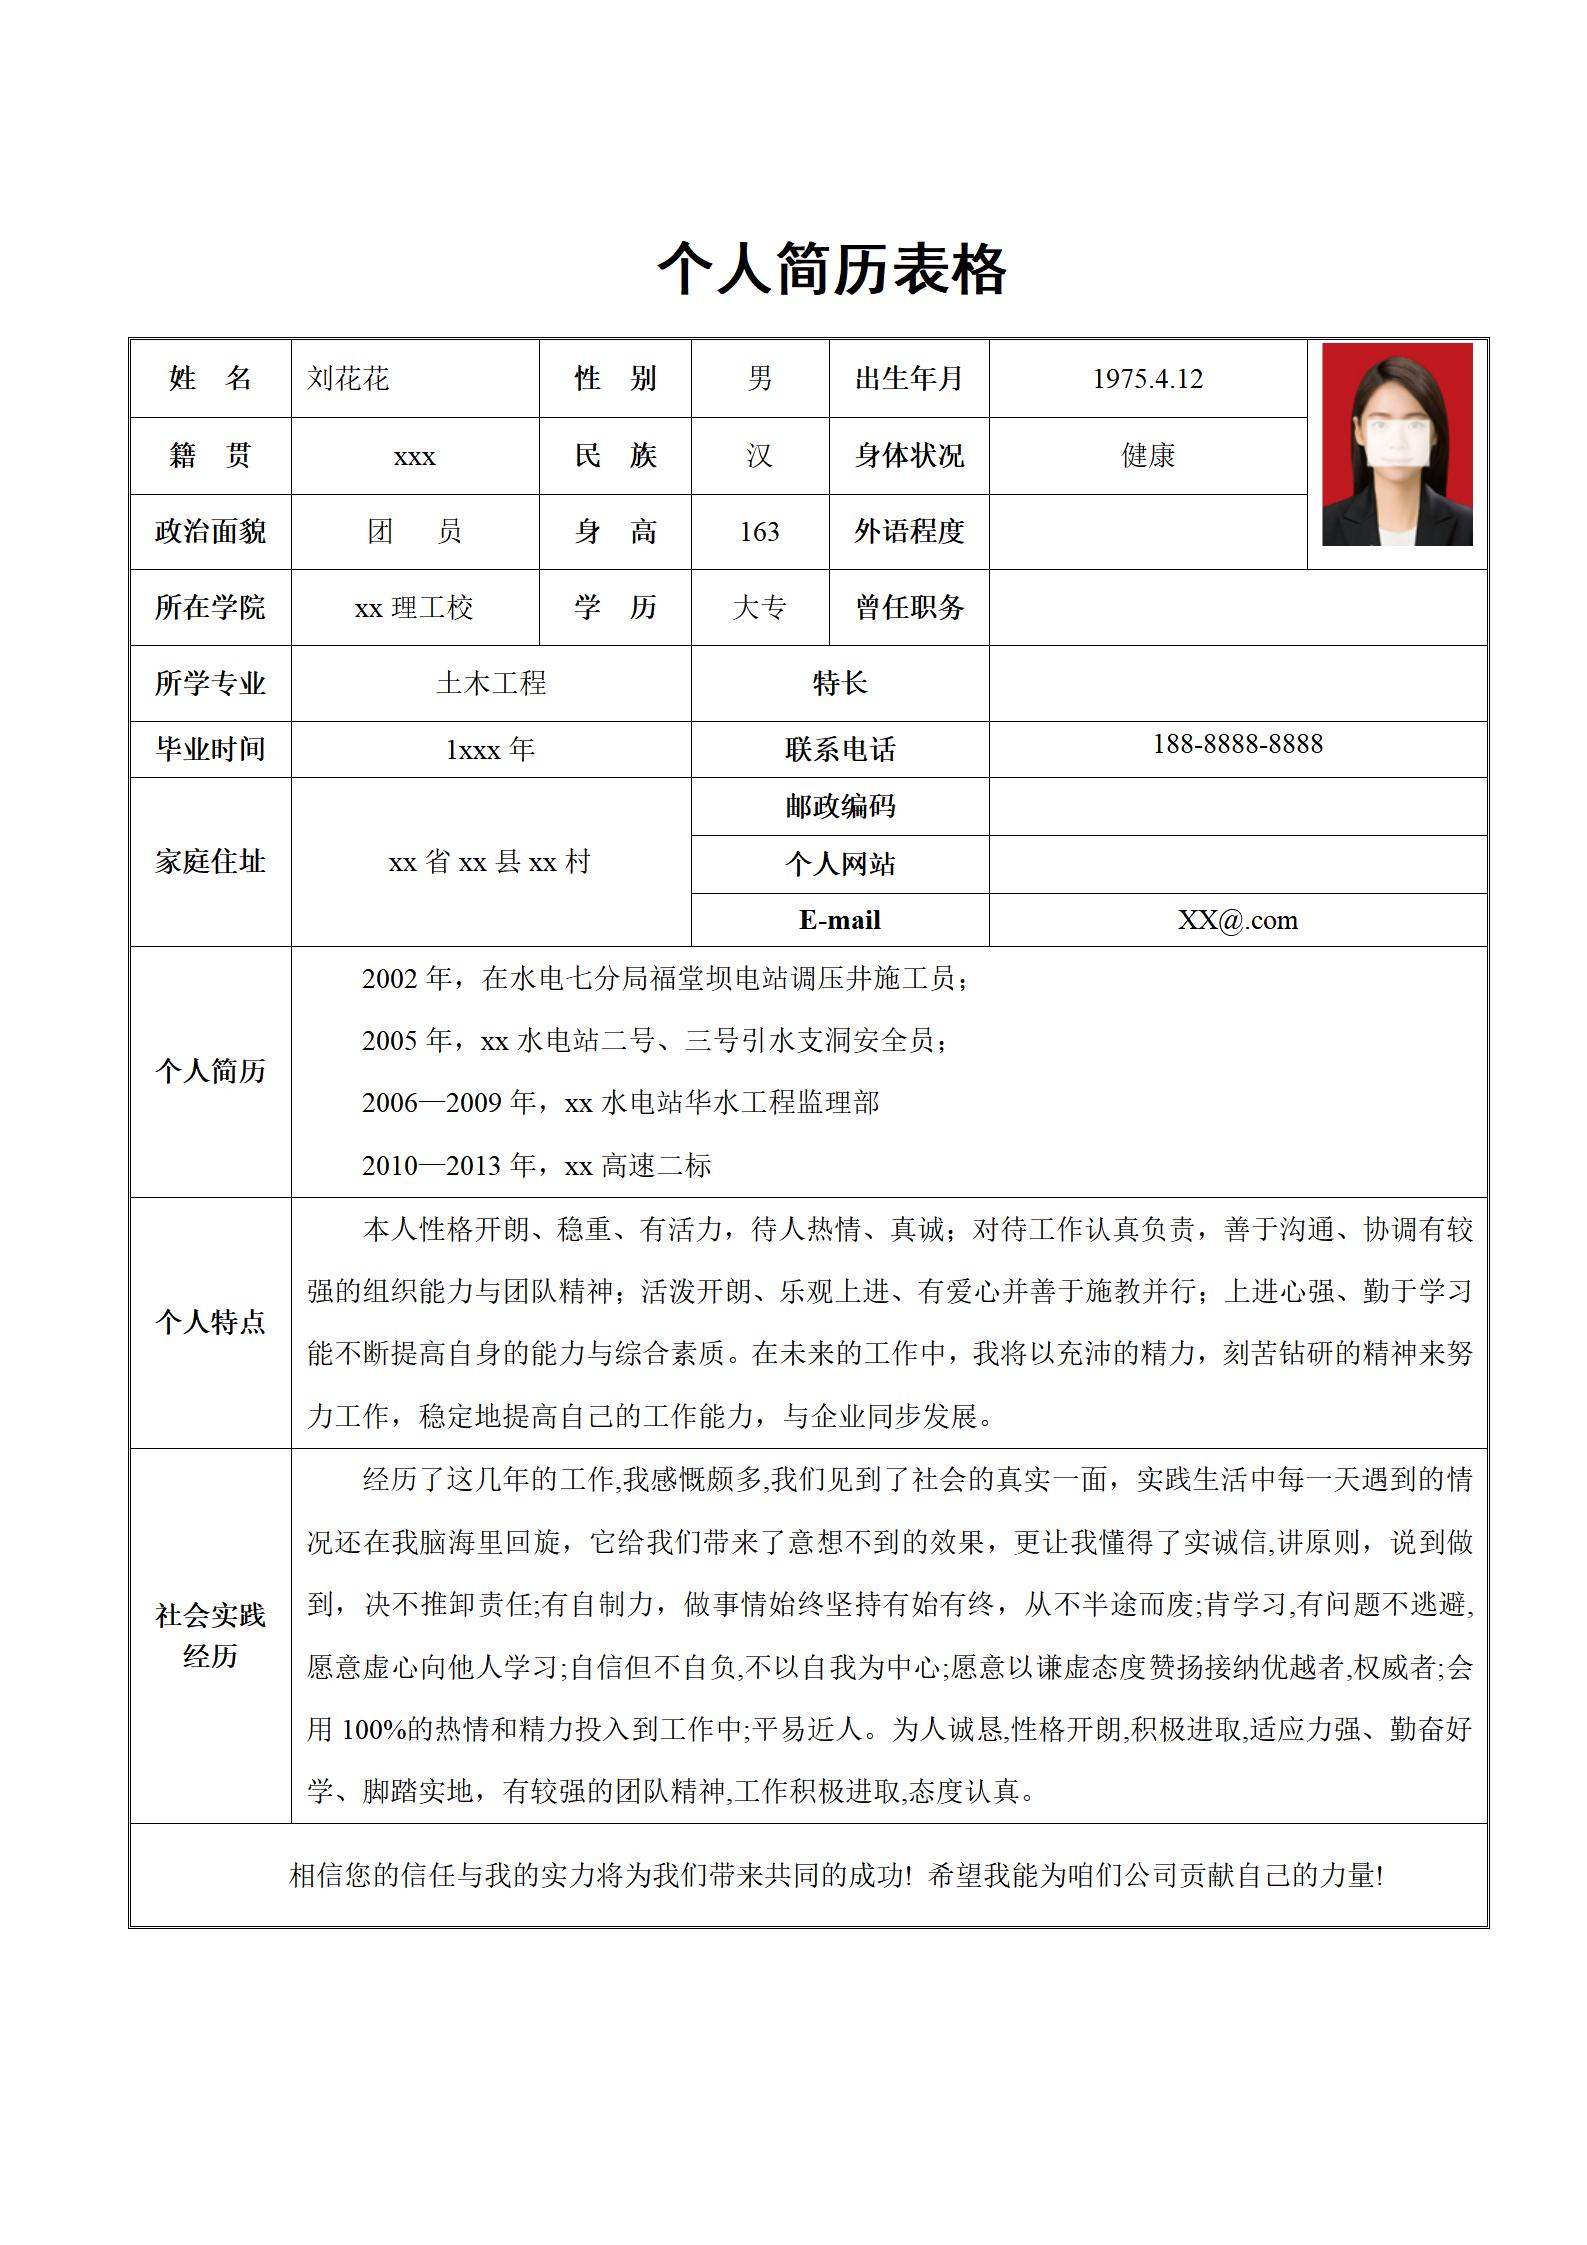 个人简历表格
姓 名 刘花花 性 别 男 出生年月 1975.4.12
籍 贯 xxx 民 族 汉 身体状况 健康
政治面貌 团 员 身 高 163 外语程度
所在学院 xx 理工校 学 历 大专 曾任职务
所学专业 土木工程 特长
毕业时间 1xxx 年 联系电话 188-8888-8888
家庭住址 xx 省 xx 县 xx 村 邮政编码
个人网站
E-mail XX@.com
个人简历
2002 年，在水电七分局福堂坝电站调压井施工员；
2005 年，xx 水电站二号、三号引水支洞安全员；
2006—2009 年，xx 水电站华水工程监理部
2010—2013 年，xx 高速二标
个人特点
本人性格开朗、稳重、有活力，待人热情、真诚；对待工作认真负责，善于沟通、协调有较
强的组织能力与团队精神；活泼开朗、乐观上进、有爱心并善于施教并行；上进心强、勤于学习
能不断提高自身的能力与综合素质。在未来的工作中，我将以充沛的精力，刻苦钻研的精神来努
力工作，稳定地提高自己的工作能力，与企业同步发展。
社会实践
经历
经历了这几年的工作,我感慨颇多,我们见到了社会的真实一面，实践生活中每一天遇到的情
况还在我脑海里回旋，它给我们带来了意想不到的效果，更让我懂得了实诚信,讲原则，说到做
到，决不推卸责任;有自制力，做事情始终坚持有始有终，从不半途而废;肯学习,有问题不逃避,
愿意虚心向他人学习;自信但不自负,不以自我为中心;愿意以谦虚态度赞扬接纳优越者,权威者;会
用 100%的热情和精力投入到工作中;平易近人。为人诚恳,性格开朗,积极进取,适应力强、勤奋好
学、脚踏实地，有较强的团队精神,工作积极进取,态度认真。
相信您的信任与我的实力将为我们带来共同的成功! 希望我能为咱们公司贡献自己的力量!